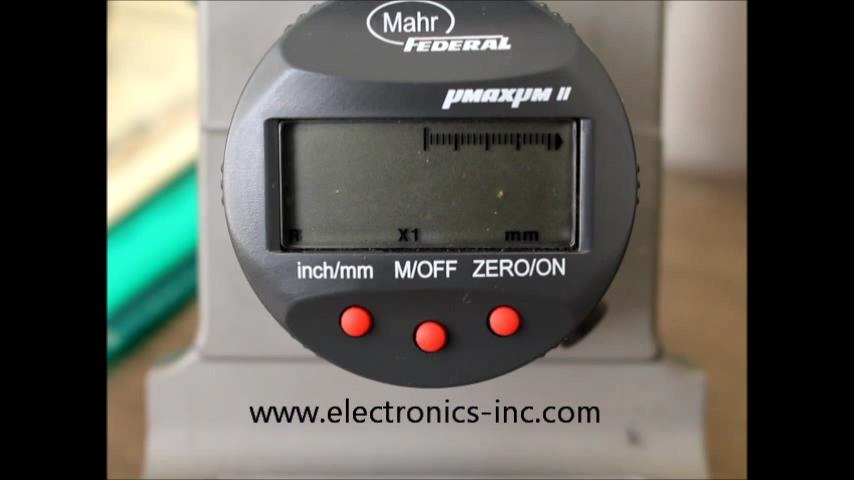 Mahr
FEDERAL
µMAXµM II
R X1 mm
inch/mm M/OFF ZERO/ON
www.electronics-inc.com